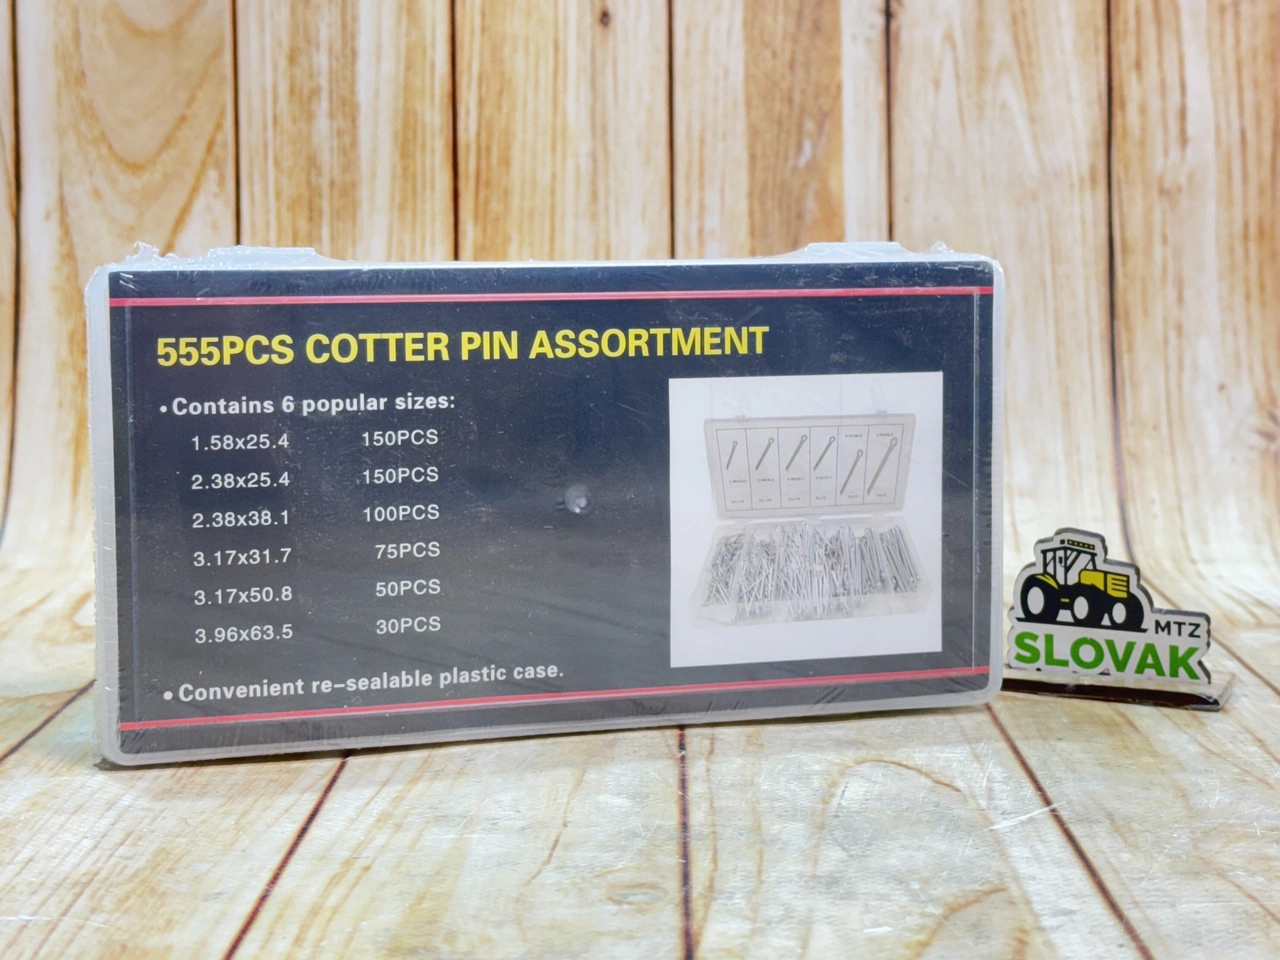 555PCS COTTER PIN ASSORTMENT
•Contains 6 popular sizes:
1.58x25.4 150PCS
2.38x25.4 150PCS
2.38x38.1 100PCS
3.17x31.7 75PCS
3.17x50.8 50PCS
3.96x63.5 30PCS
•Convenient re-sealable plastic case.
MTZ
SLOVAK